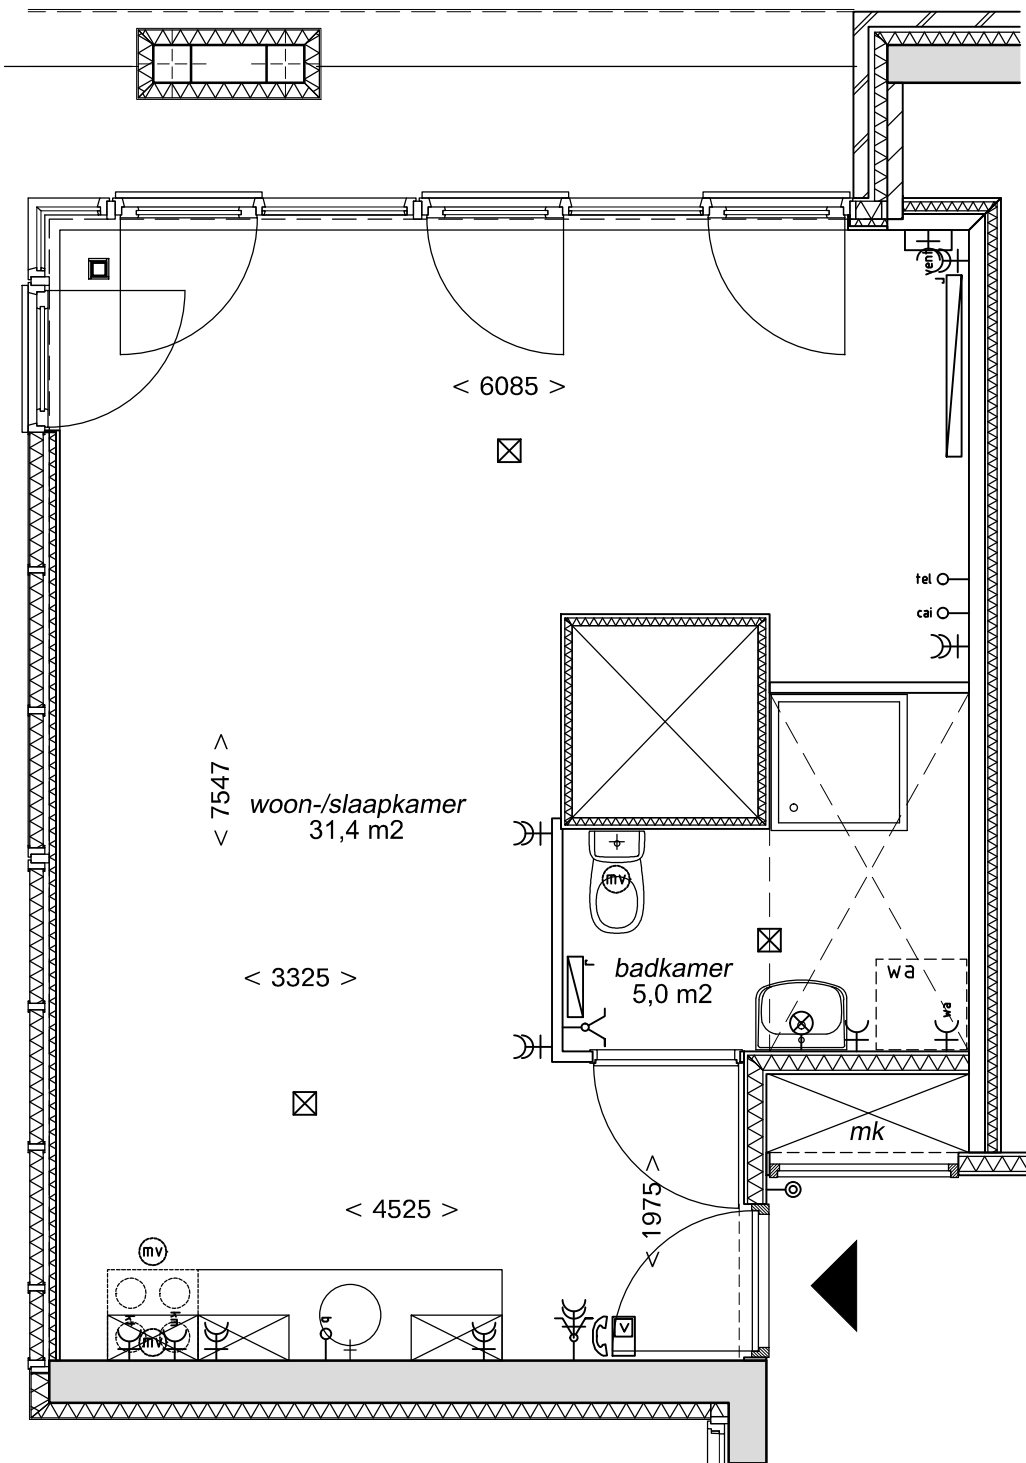 vent
< 6085 >
tel
cai
< 7547 >
woon-/slaapkamer
31,4 m2
mv
badkamer
5,0 m2
wa
wa
< 3325 >
r
mk
< 1975 >
< 4525 >
mv
km
mv